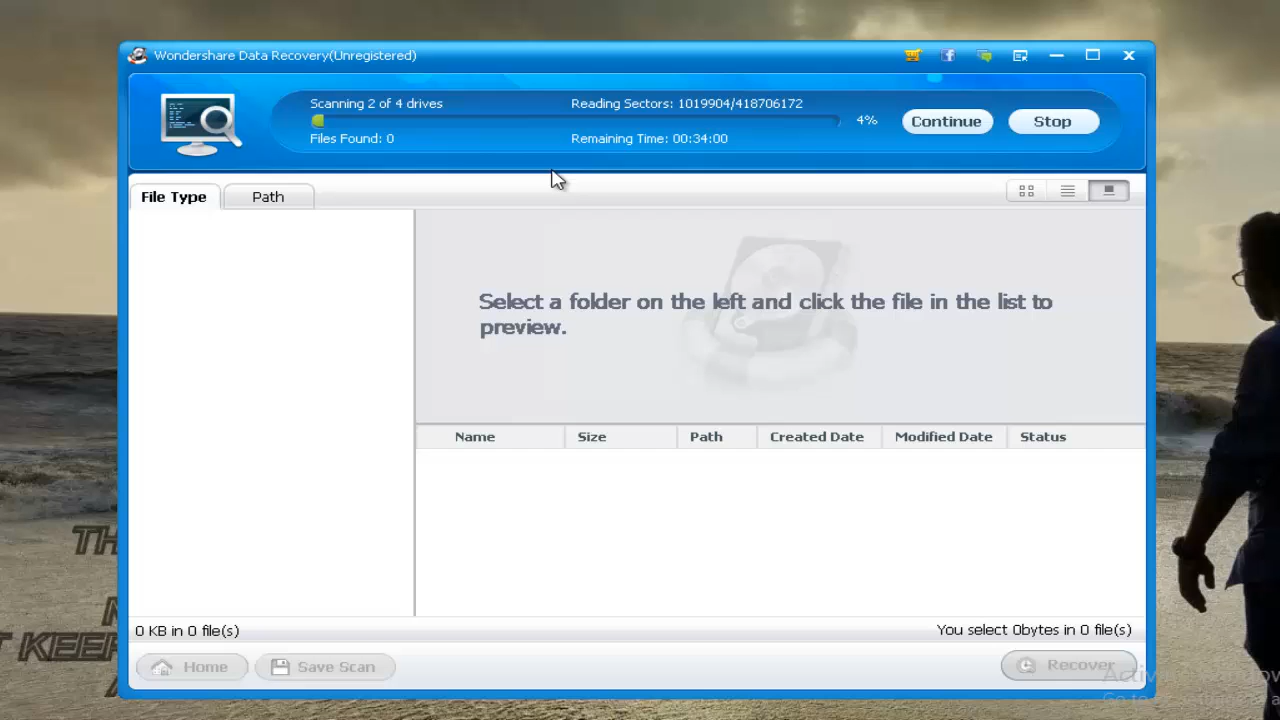 Wondershare Data Recovery(Unregistered)
Scanning 2 of 4 drives
Reading Sectors: 1019904/418706172
4%
Continue
Stop
Files Found: 0
Remaining Time: 00:34:00
File Type
Path
Select a folder on the left and click the file in the list to
preview.
Name
Size
Path
Created Date
Modified Date
Status
0 KB in 0 file(s)
You select 0bytes in 0 file(s)
Home
Save Scan
Recover